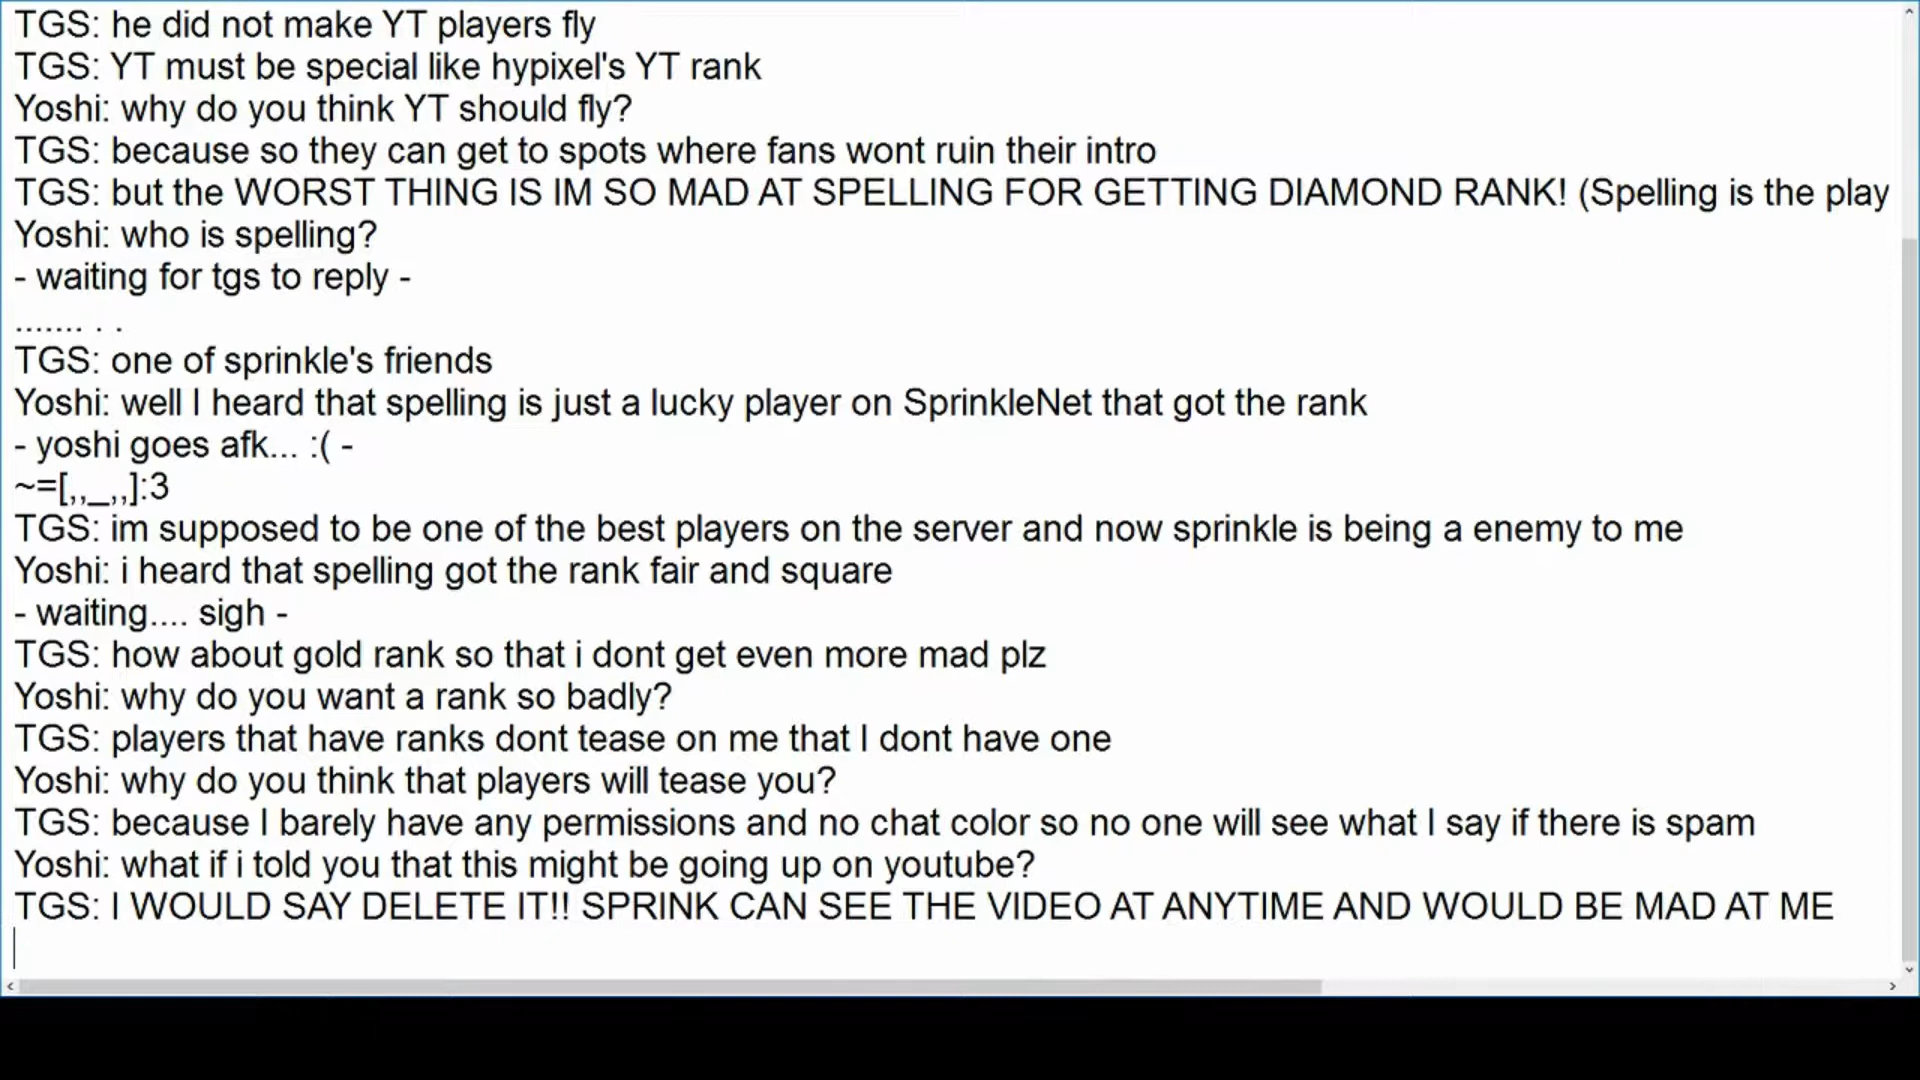 TGS: he did not make YT players fly
TGS: YT must be special like hypixel's YT rank
Yoshi: why do you think YT should fly?
TGS: because so they can get to spots where fans wont ruin their intro
TGS: but the WORST THING IS IM SO MAD AT SPELLING FOR GETTING DIAMOND RANK! (Spelling is the play
Yoshi: who is spelling?
- waiting for tgs to reply -
....... . .
TGS: one of sprinkle's friends
Yoshi: well I heard that spelling is just a lucky player on SprinkleNet that got the rank
- yoshi goes afk... :( -
~=[,,_,,]:3
TGS: im supposed to be one of the best players on the server and now sprinkle is being a enemy to me
Yoshi: i heard that spelling got the rank fair and square
- waiting.... sigh -
TGS: how about gold rank so that i dont get even more mad plz
Yoshi: why do you want a rank so badly?
TGS: players that have ranks dont tease on me that I dont have one
Yoshi: why do you think that players will tease you?
TGS: because I barely have any permissions and no chat color so no one will see what I say if there is spam
Yoshi: what if i told you that this might be going up on youtube?
TGS: I WOULD SAY DELETE IT!! SPRINK CAN SEE THE VIDEO AT ANYTIME AND WOULD BE MAD AT ME